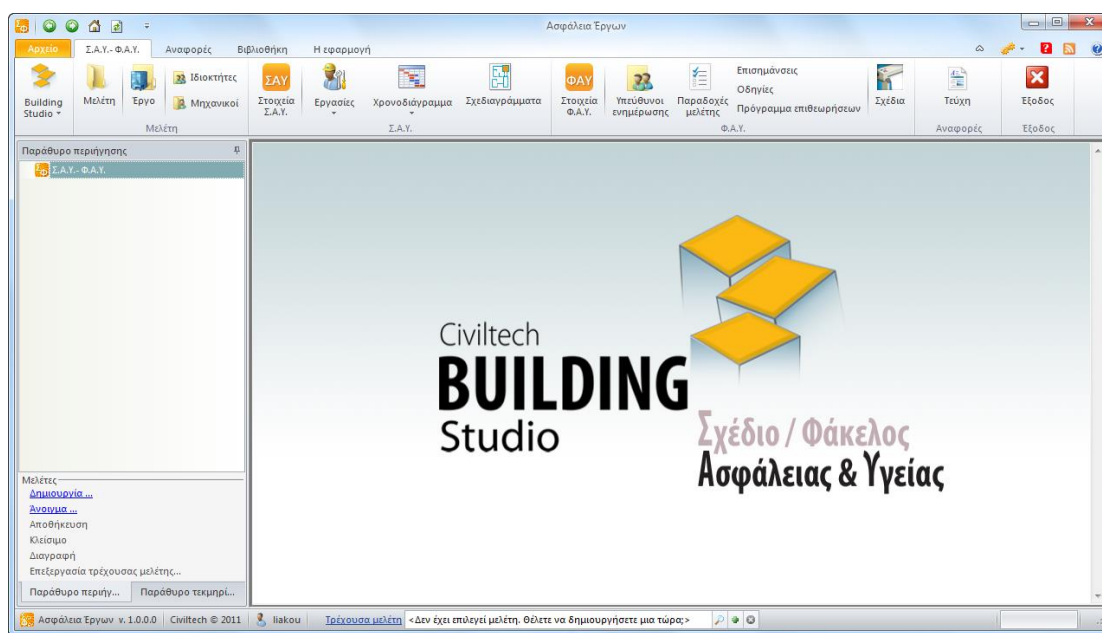 Ασφάλεια Έργων
Αρχείο Σ.Α.Υ.- Φ.Α.Υ. Αναφορές Βιβλιοθήκη Η εφαρμογή
Building Studio
Μελέτη
Έργο
Ιδιοκτήτες
Μηχανικοί
Μελέτη
ΣΑΥ
Στοιχεία Σ.Α.Υ.
Εργασίες
Χρονοδιάγραμμα
Σχεδιαγράμματα
Σ.Α.Υ.
ΦΑΥ
Στοιχεία Φ.Α.Υ.
Υπεύθυνοι ενημέρωσης
Παραδοχές μελέτης
Επισημάνσεις
Οδηγίες
Πρόγραμμα επιθεωρήσεων
Σχέδια
Φ.Α.Υ.
Τεύχη
Αναφορές
Έξοδος
Έξοδος
Παράθυρο περιήγησης
Σ.Α.Υ.- Φ.Α.Υ.
Civiltech
BUILDING
Studio
Σχέδιο / Φάκελος
Ασφάλειας & Υγείας
Μελέτες
Δημιουργία ...
Άνοιγμα ...
Αποθήκευση
Κλείσιμο
Διαγραφή
Επεξεργασία τρέχουσας μελέτης...
Παράθυρο περιήγ... Παράθυρο τεκμηρί...
Ασφάλεια Έργων v. 1.0.0.0 Civiltech © 2011 liakou Τρέχουσα μελέτη <Δεν έχει επιλεγεί μελέτη. Θέλετε να δημιουργήσετε μια τώρα;>